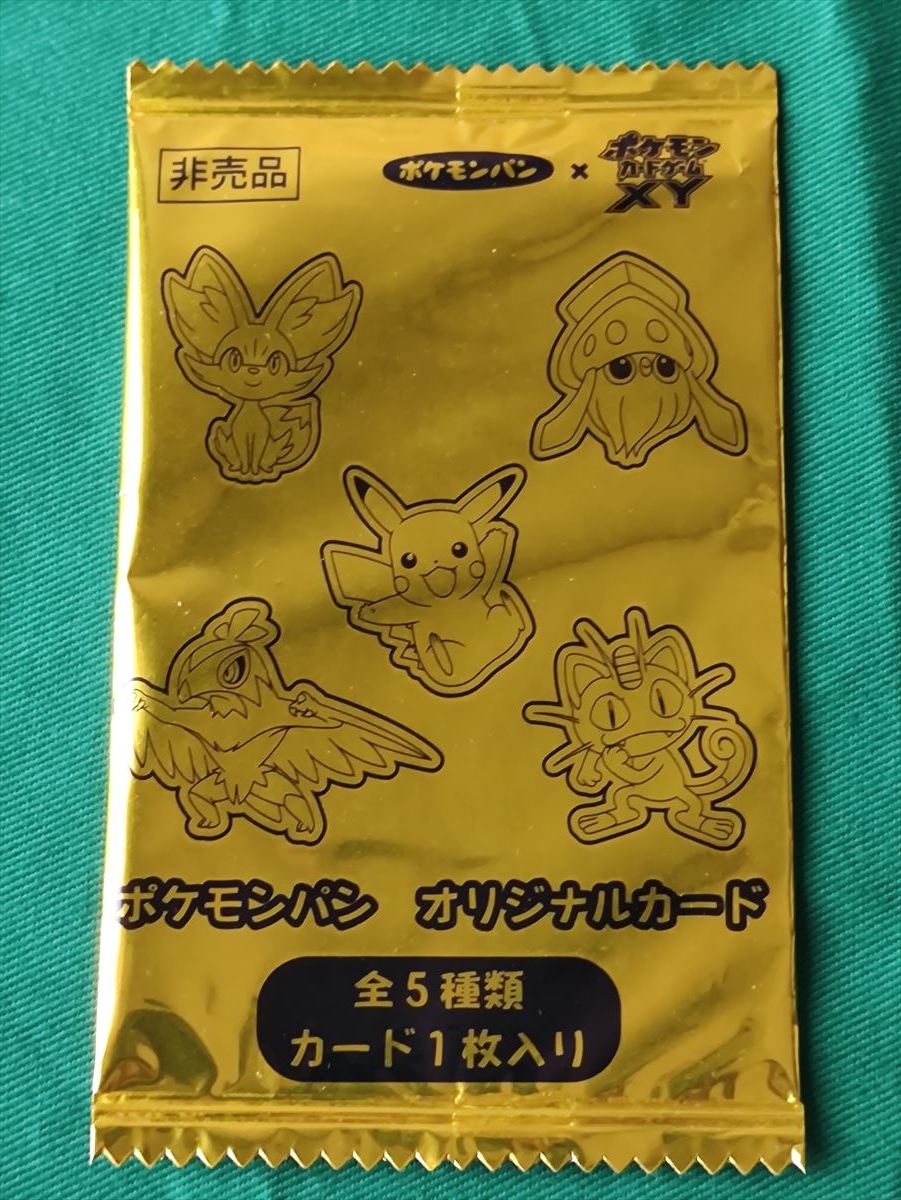 非売品
ポケモンパン × ポケモン
カードゲーム
XY
ポケモンパン オリジナルカード
全5種類
カード1枚入り